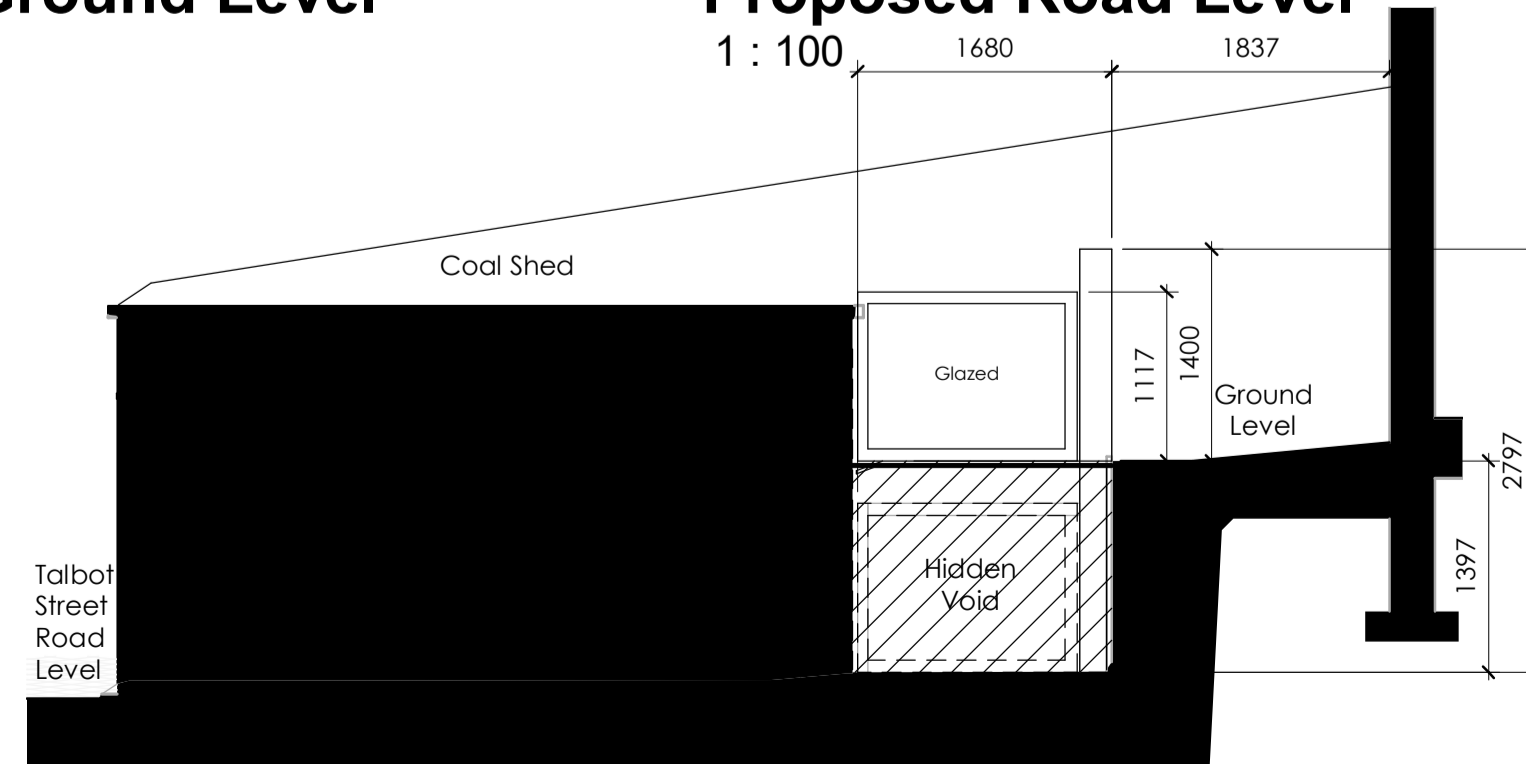 Ground Level
Proposed Road Level
1 : 100
1680
1837
Coal Shed
Glazed
1117
1400
Ground
Level
2797
1397
Hidden
Void
Talbot
Street
Road
Level